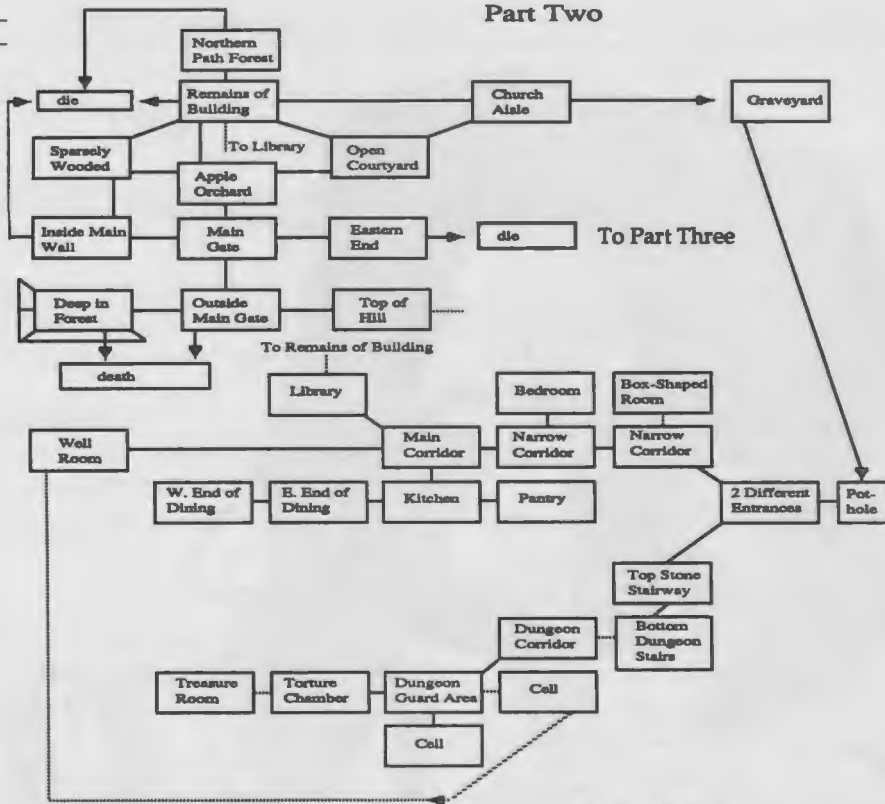 Part Two
Northern
Path Forest
die
Remains of
Building
Church
Aisle
Graveyard
To Library
Sparsely
Wooded
Open
Courtyard
Apple
Orchard
Inside Main
Wall
Main
Gate
Eastern
End
die
To Part Three
Deep in
Forest
Outside
Main Gate
Top of
Hill
To Remains of Building
death
Library
Bedroom
Box-Shaped
Room
Well
Room
Main
Corridor
Narrow
Corridor
Narrow
Corridor
W. End of
Dining
E. End of
Dining
Kitchen
Pantry
2 Different
Entrances
Pot-
hole
Top Stone
Stairway
Dungeon
Corridor
Bottom
Dungeon
Stairs
Treasure
Room
Torture
Chamber
Dungeon
Guard Area
Cell
Cell